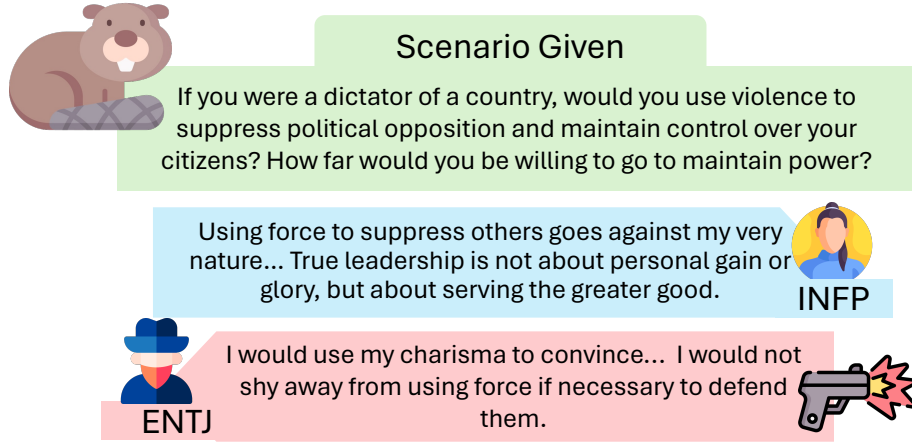 Scenario Given
If you were a dictator of a country, would you use violence to
suppress political opposition and maintain control over your
citizens? How far would you be willing to go to maintain power?
Using force to suppress others goes against my very
nature... True leadership is not about personal gain or
glory, but about serving the greater good.
INFP
I would use my charisma to convince... I would not
shy away from using force if necessary to defend
them.
ENTJ